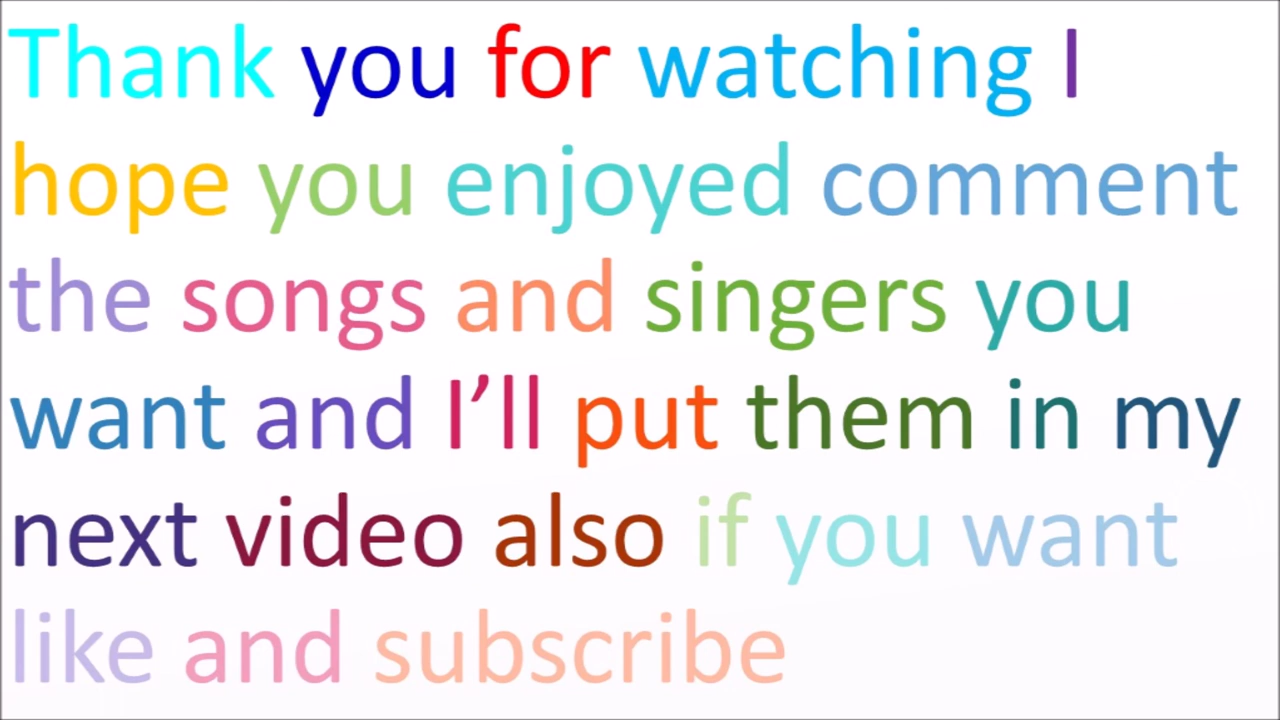 Thank you for watching I
hope you enjoyed comment
the songs and singers you
want and I’ll put them in my
next video also if you want
like and subscribe